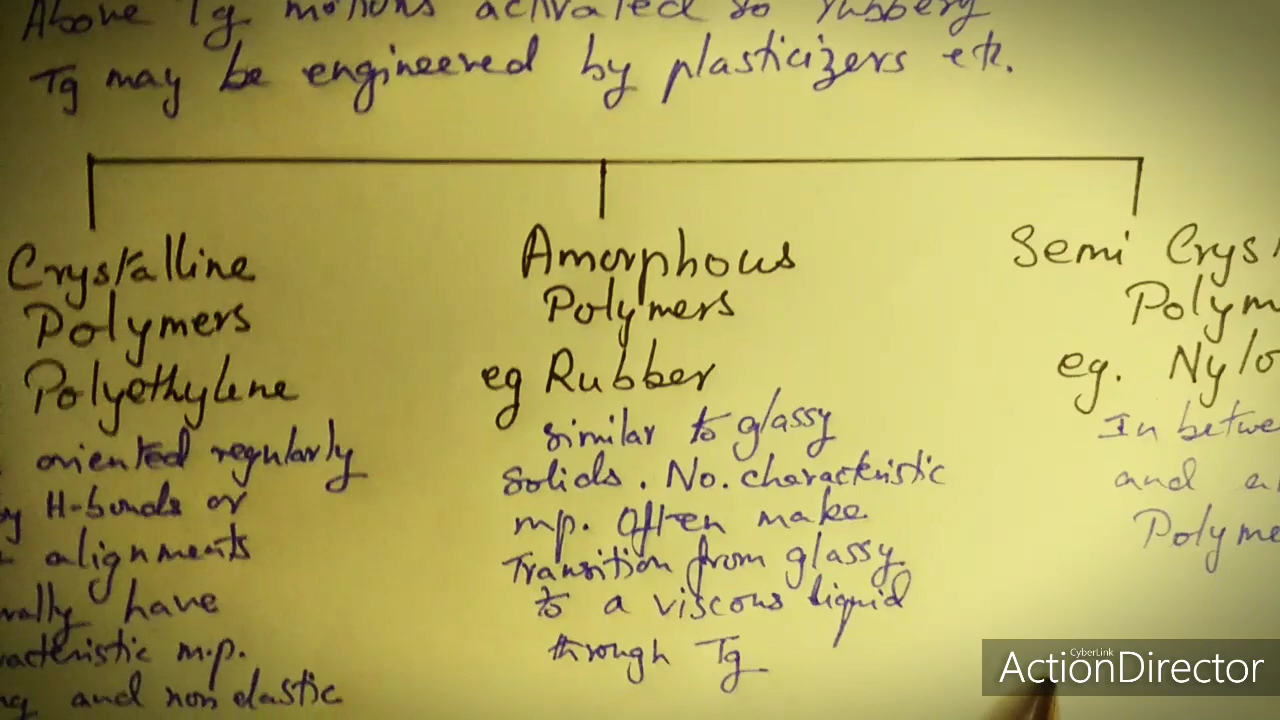 Above Tg motions activated so rubbery
Tg may be engineered by plasticizers etc.
Crystalline
Polymers
Polyethylene
oriented regularly
H-bonds or
alignments
have
m.p.
and non elastic
Amorphous
Polymers
eg Rubber
similar to glassy
solids. No. characteristic
mp. Often make
Transition from glassy
to a viscous liquid
through Tg
Semi Crys
Polym
eg. Nylo
In betwe
and a
Polyme
CyberLink
ActionDirector